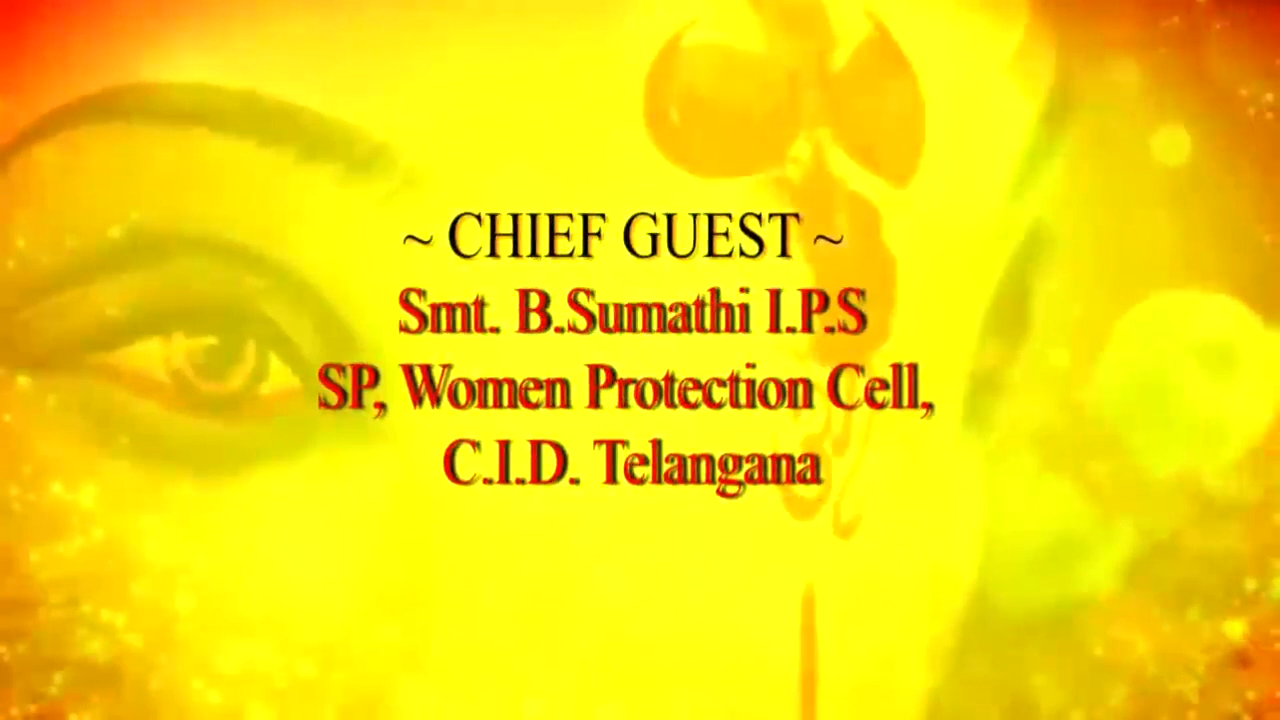 ~ CHIEF GUEST ~
Smt. B.Sumathi I.P.S
SP, Women Protection Cell,
C.I.D. Telangana